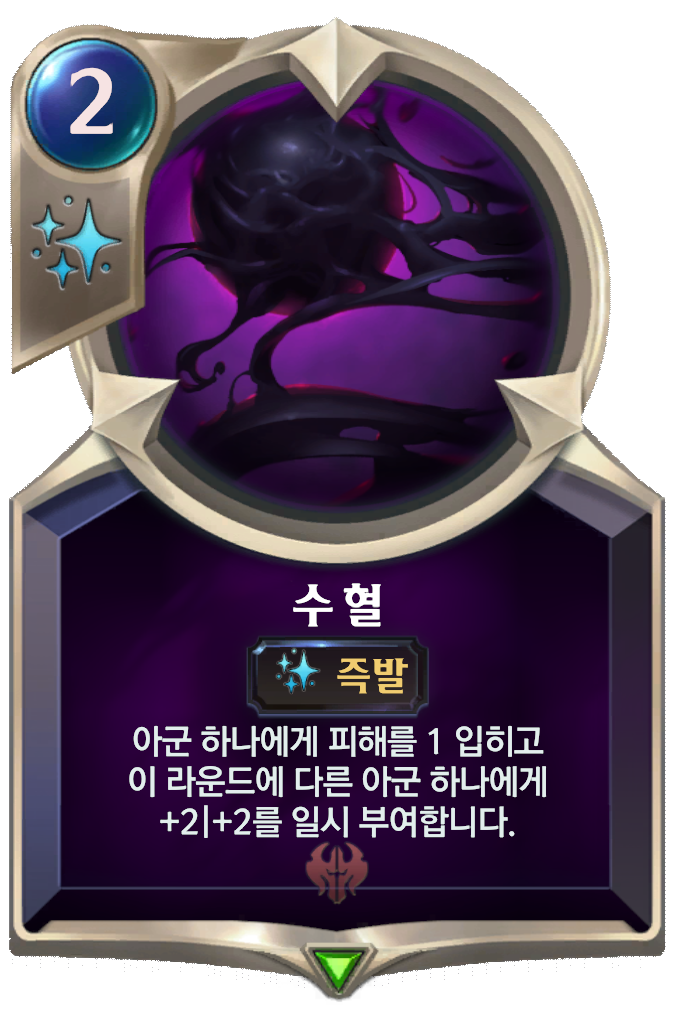 2
수혈
즉발
아군 하나에게 피해를 1 입히고
이 라운드에 다른 아군 하나에게
+2|+2를 일시 부여합니다.